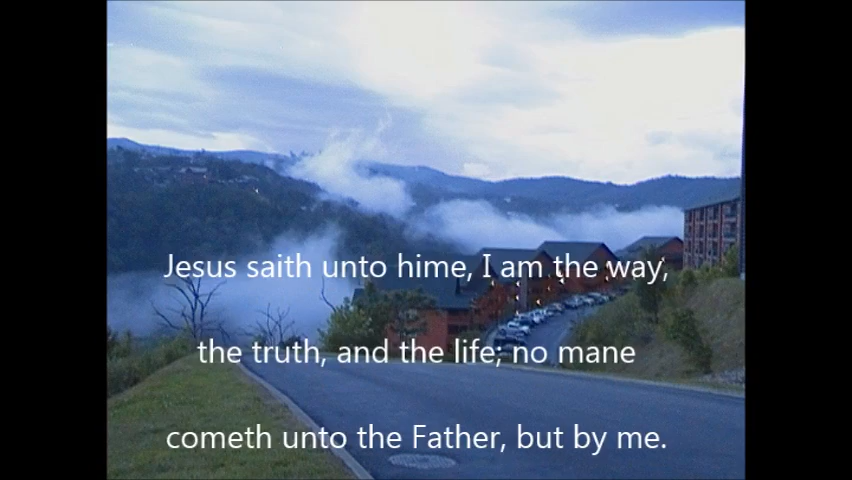 Jesus saith unto hime, I am the way,
the truth, and the life; no mane
cometh unto the Father, but by me.